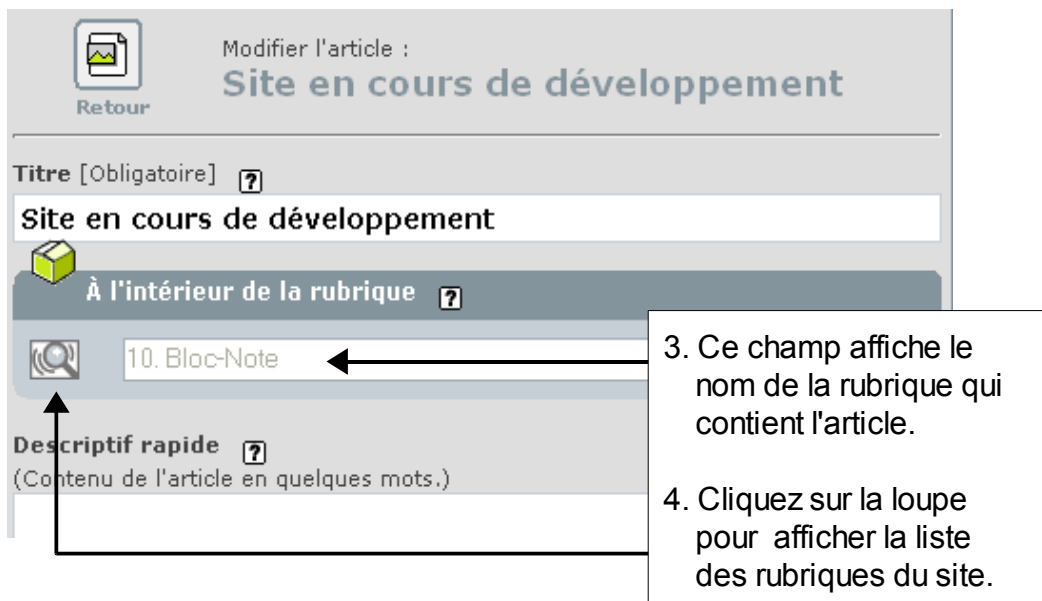 Modifier l'article :
Site en cours de développement
Retour
Titre [Obligatoire] ?
Site en cours de développement
À l'intérieur de la rubrique ?
10. Bloc-Note
Descriptif rapide ?
(Contenu de l'article en quelques mots.)
3. Ce champ affiche le
nom de la rubrique qui
contient l'article.
4. Cliquez sur la loupe
pour afficher la liste
des rubriques du site.